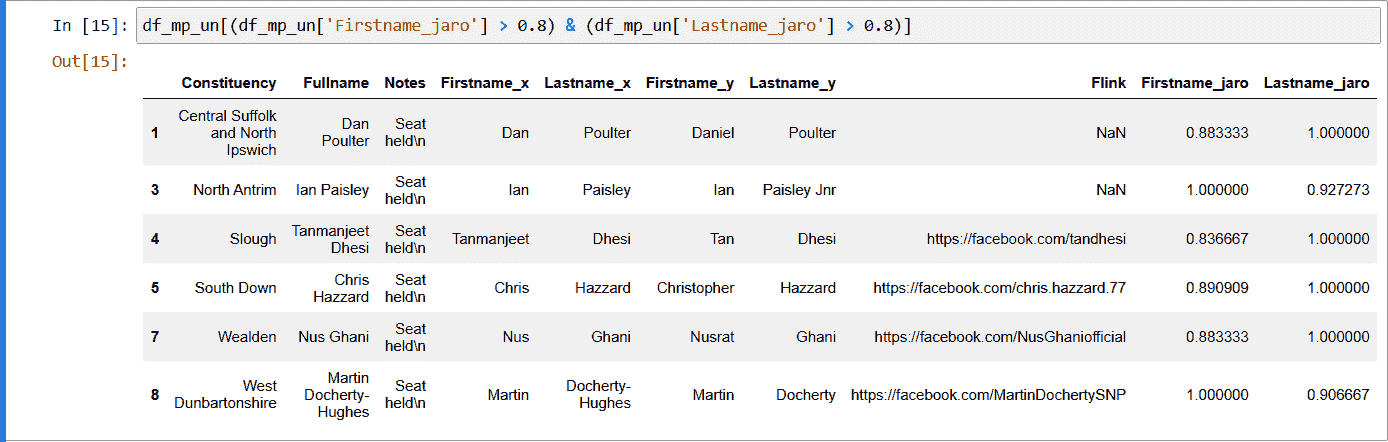 In [15]: df_mp_un[(df_mp_un['Firstname_jaro'] > 0.8) & (df_mp_un['Lastname_jaro'] > 0.8)]
Out[15]:
Constituency Fullname Notes Firstname_x Lastname_x Firstname_y Lastname_y Flink Firstname_jaro Lastname_jaro
1 Central Suffolk and North Ipswich Dan Poulter Seat held\n Dan Poulter Daniel Poulter NaN 0.883333 1.000000
3 North Antrim Ian Paisley Seat held\n Ian Paisley Ian Paisley Jnr NaN 1.000000 0.927273
4 Slough Tanmanjeet Dhesi Seat held\n Tanmanjeet Dhesi Tan Dhesi https://facebook.com/tandhesi 0.836667 1.000000
5 South Down Chris Hazzard Seat held\n Chris Hazzard Christopher Hazzard https://facebook.com/chris.hazzard.77 0.890909 1.000000
7 Wealden Nus Ghani Seat held\n Nus Ghani Nusrat Ghani https://facebook.com/NusGhaniofficial 0.883333 1.000000
8 West Dunbartonshire Martin Docherty-Hughes Seat held\n Martin Docherty-Hughes Martin Docherty https://facebook.com/MartinDochertySNP 1.000000 0.906667